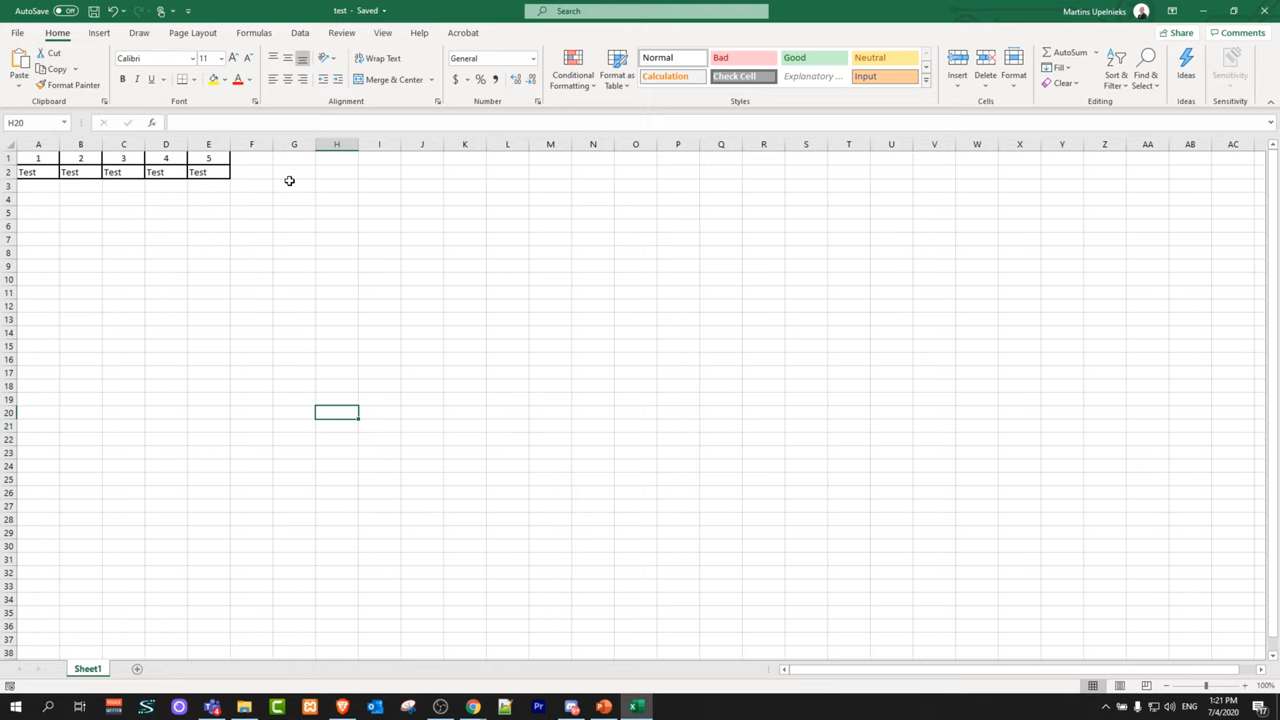 AutoSave Off test - Saved Search Martins Upelnieks
File Home Insert Draw Page Layout Formulas Data Review View Help Acrobat Share Comments
Paste Cut Copy Format Painter Clipboard
Calibri 11 A A B I U A Font
Wrap Text Merge & Center Alignment
General $ % , Number
Conditional Formatting Format as Table Normal Bad Good Neutral Calculation Check Cell Explanatory ... Input Styles
Insert Delete Format Cells
AutoSum Fill Clear Sort & Filter Find & Select Editing
Ideas Ideas
Sensitivity Sensitivity
H20 fx
A B C D E F G H I J K L M N O P Q R S T U V W X Y Z AA AB AC
1 1 2 3 4 5
2 Test Test Test Test Test
3
4
5
6
7
8
9
10
11
12
13
14
15
16
17
18
19
20
21
22
23
24
25
26
27
28
29
30
31
32
33
34
35
36
37
38
Sheet1
100%
ENG 1:21 PM
7/4/2020 17